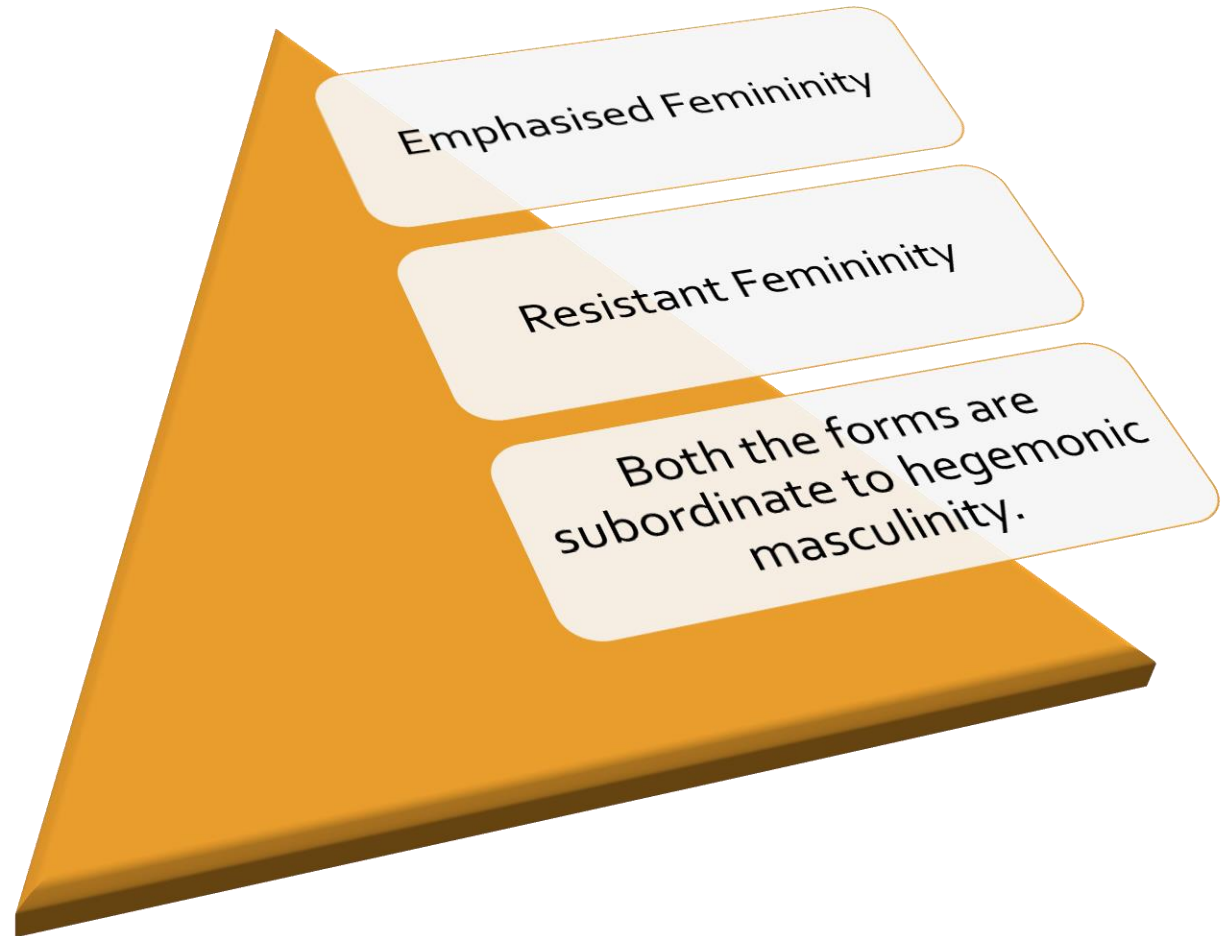 Emphasised Femininity
Resistant Femininity
Both the forms are
subordinate to hegemonic
masculinity.